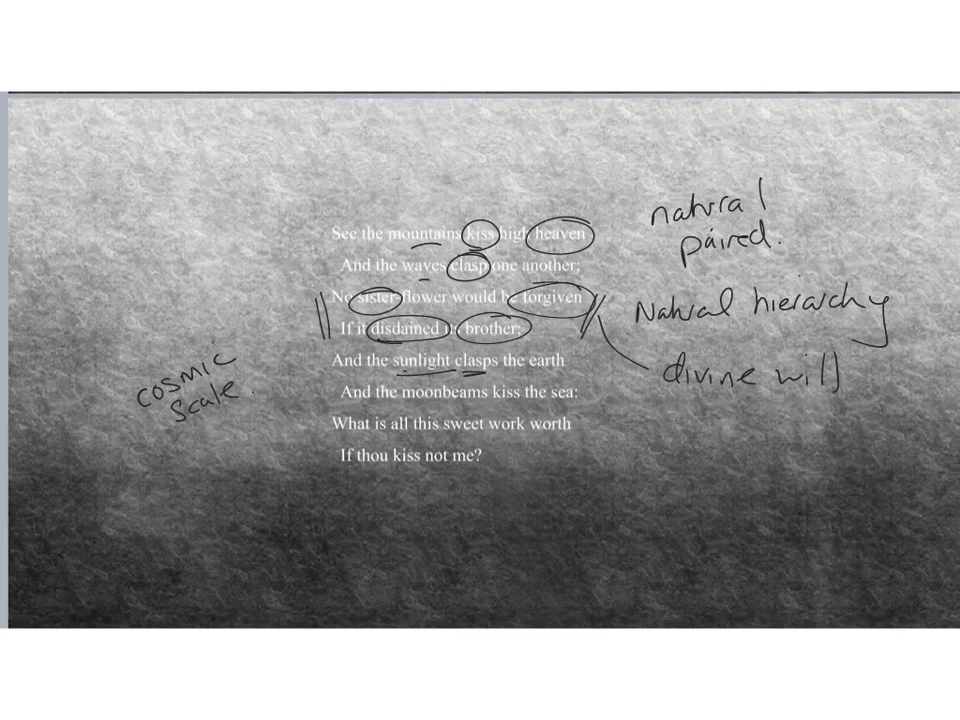 See the mountains kiss high heaven
And the waves clasp one another;
No sister-flower would be forgiven
If it disdained its brother;
And the sunlight clasps the earth
And the moonbeams kiss the sea:
What is all this sweet work worth
If thou kiss not me?
natural
paired.
Natural hierarchy
divine will
cosmic
scale.